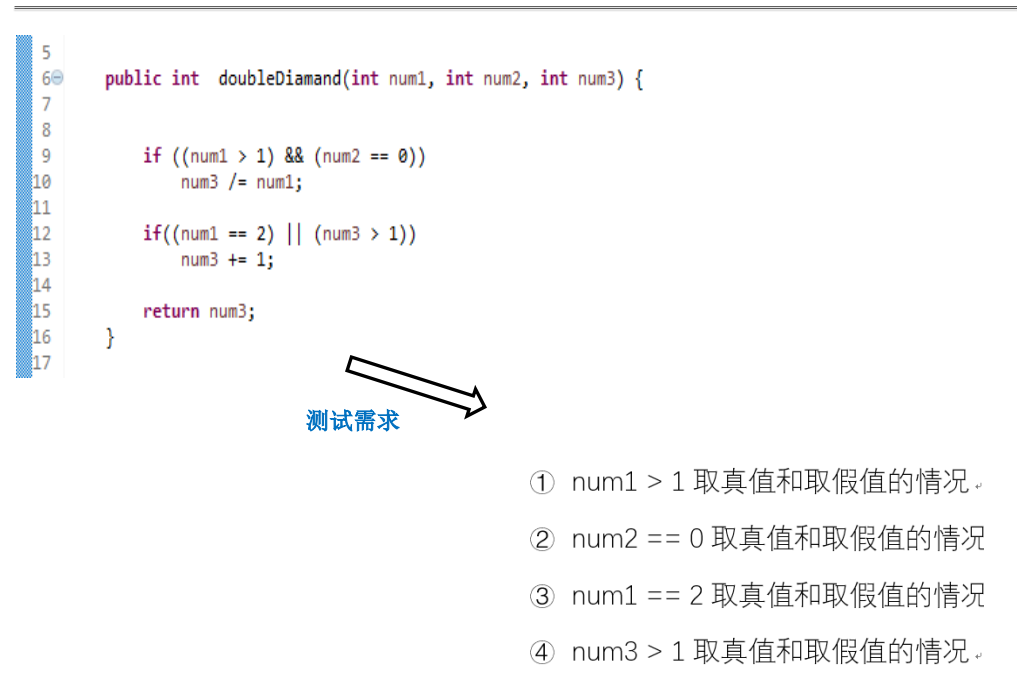 5
6 public int doubleDiamand(int num1, int num2, int num3) {
7
8
9 if ((num1 > 1) && (num2 == 0))
10 num3 /= num1;
11
12 if((num1 == 2) || (num3 > 1))
13 num3 += 1;
14
15 return num3;
16 }
17
测试需求
① num1 > 1 取真值和取假值的情况
② num2 == 0 取真值和取假值的情况
③ num1 == 2 取真值和取假值的情况
④ num3 > 1 取真值和取假值的情况